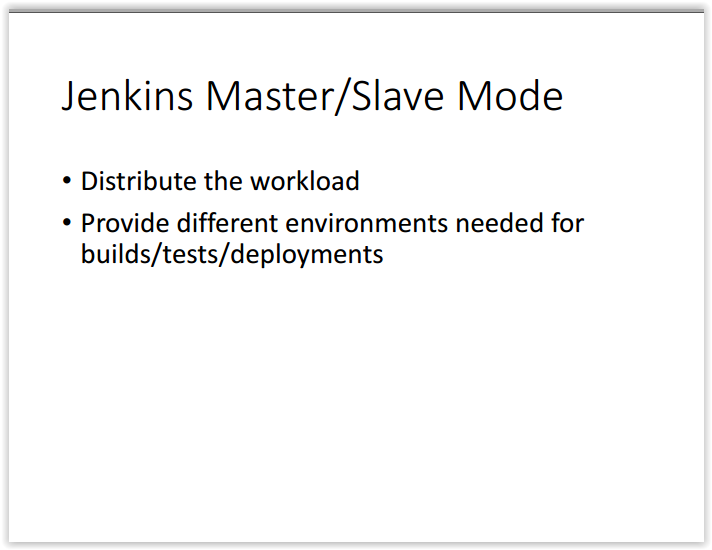 Jenkins Master/Slave Mode
• Distribute the workload
• Provide different environments needed for
builds/tests/deployments